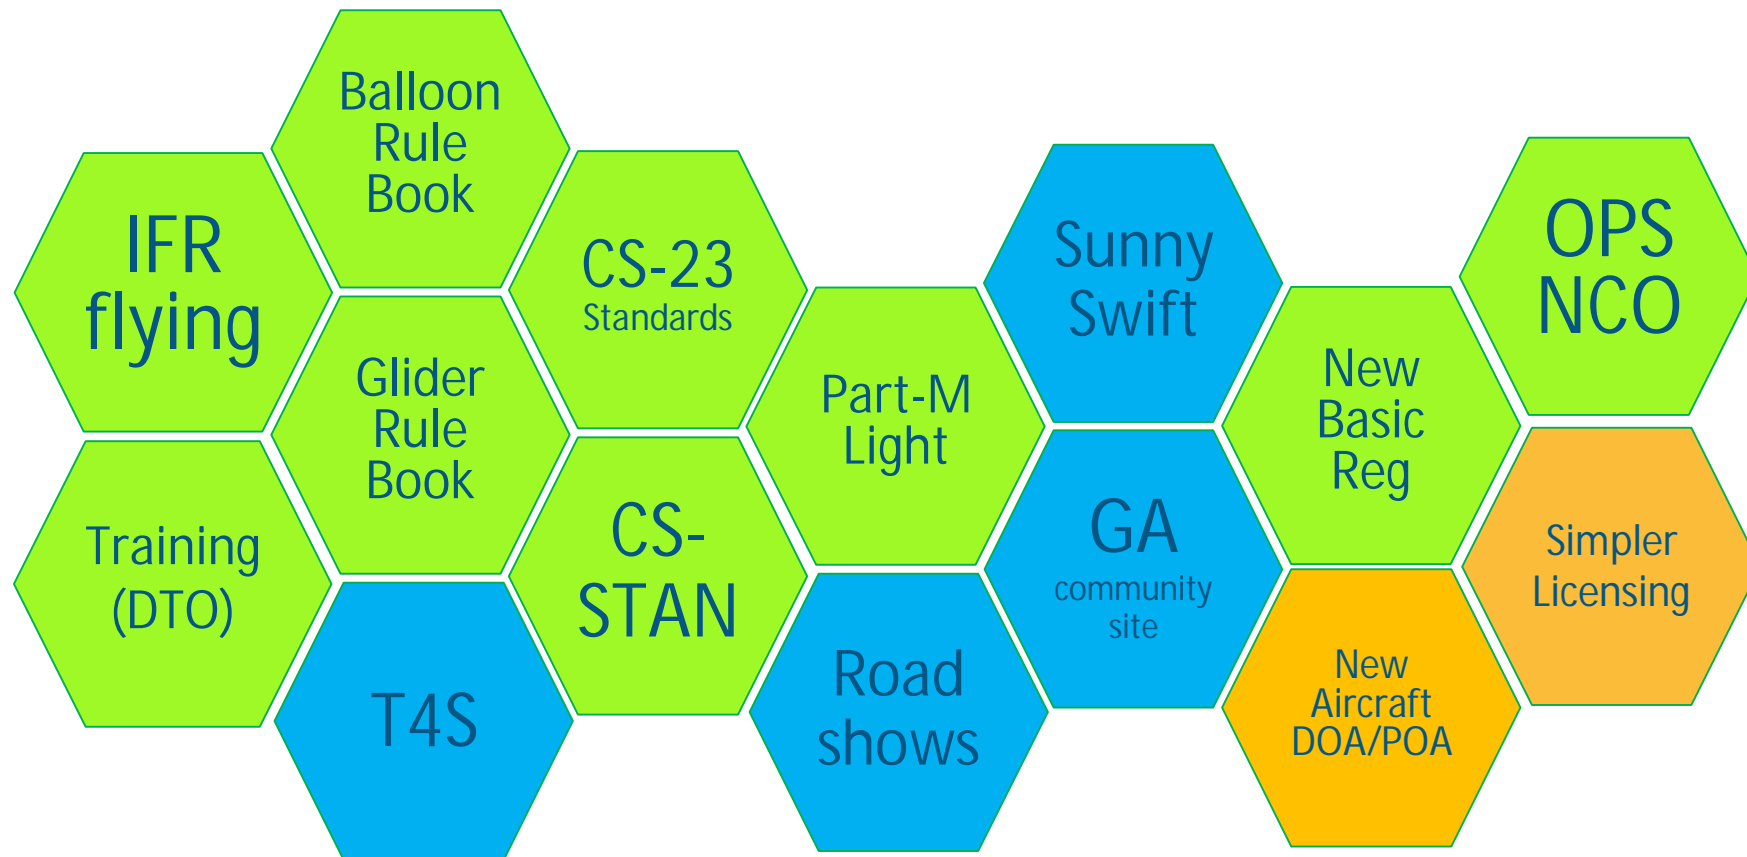 Balloon
Rule
Book
IFR
flying
CS-23
Standards
Sunny
Swift
OPS
NCO
Glider
Rule
Book
Part-M
Light
New
Basic
Reg
Training
(DTO)
CS-
STAN
GA
community
site
Simpler
Licensing
T4S
Road
shows
New
Aircraft
DOA/POA